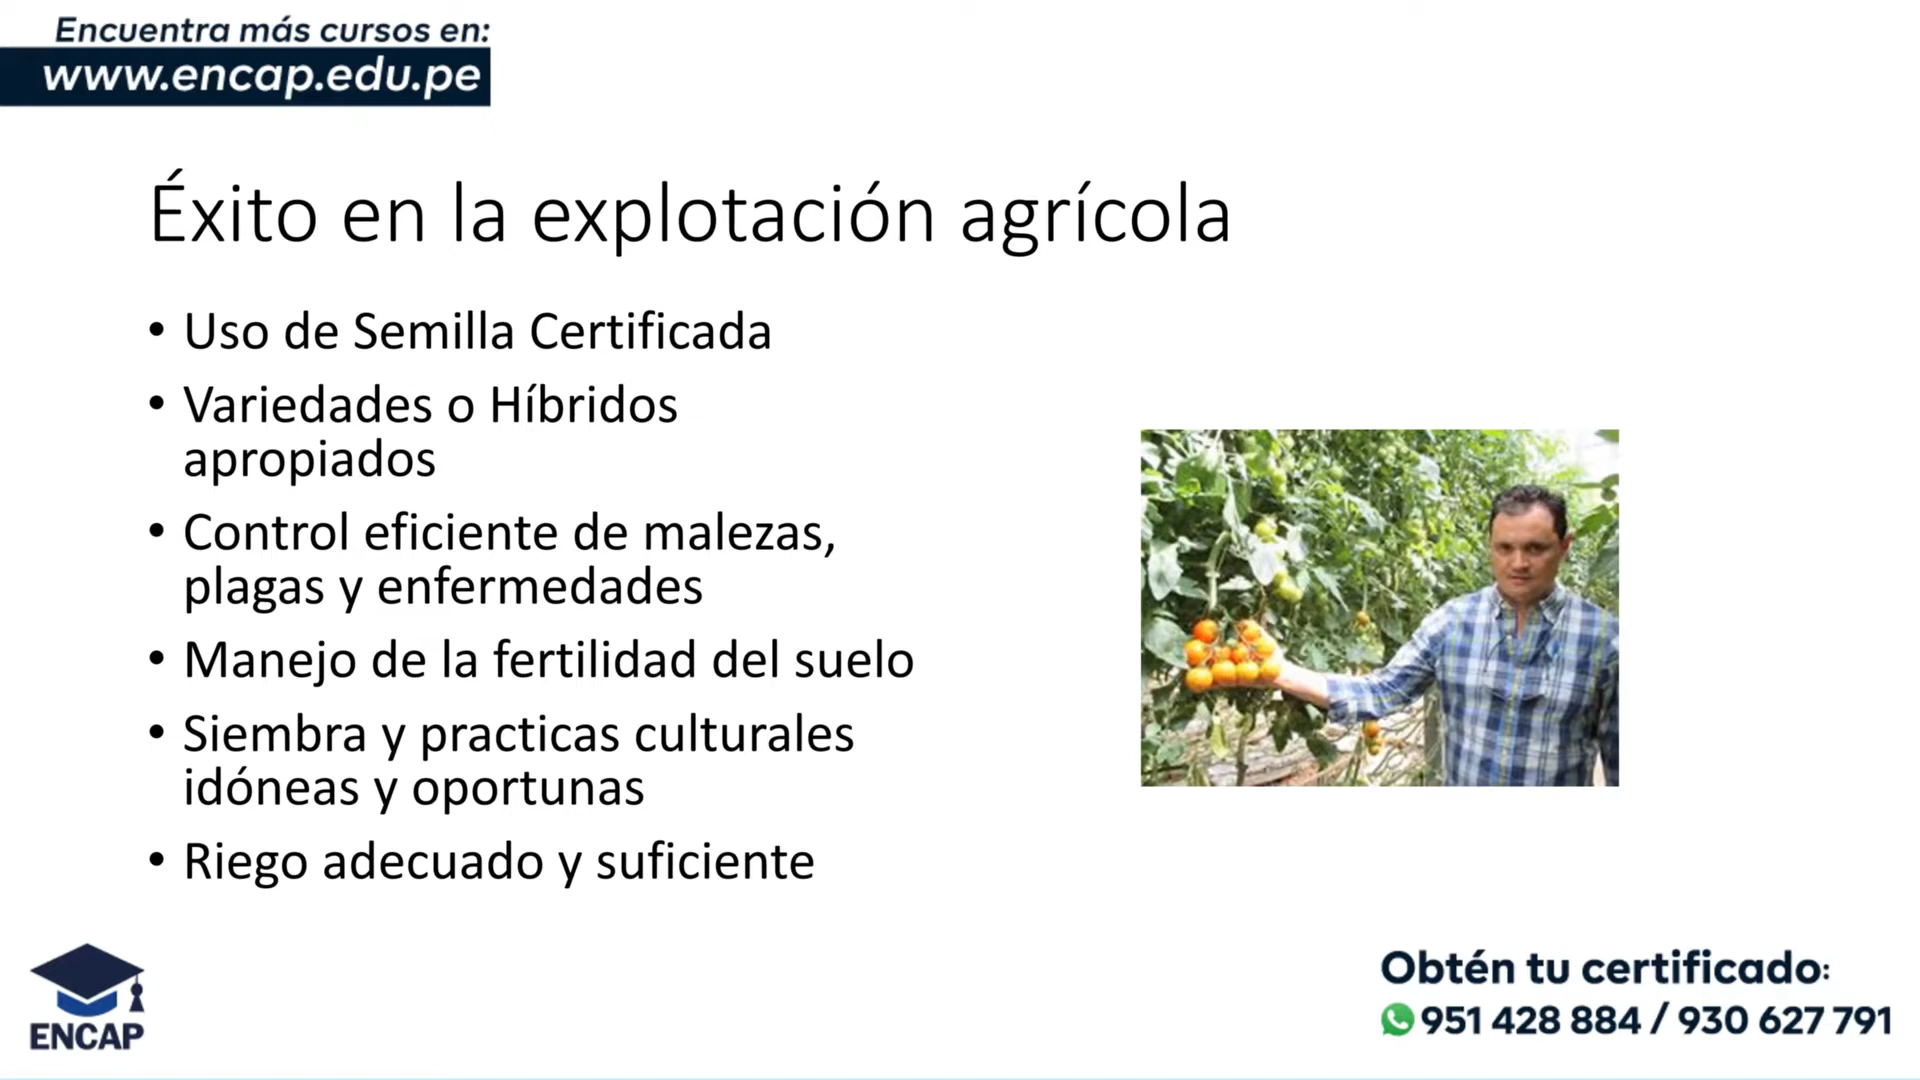 Encuentra más cursos en:
www.encap.edu.pe
Éxito en la explotación agrícola
• Uso de Semilla Certificada
• Variedades o Híbridos
apropiados
• Control eficiente de malezas,
plagas y enfermedades
• Manejo de la fertilidad del suelo
• Siembra y practicas culturales
idóneas y oportunas
• Riego adecuado y suficiente
ENCAP
Obtén tu certificado:
951 428 884 / 930 627 791